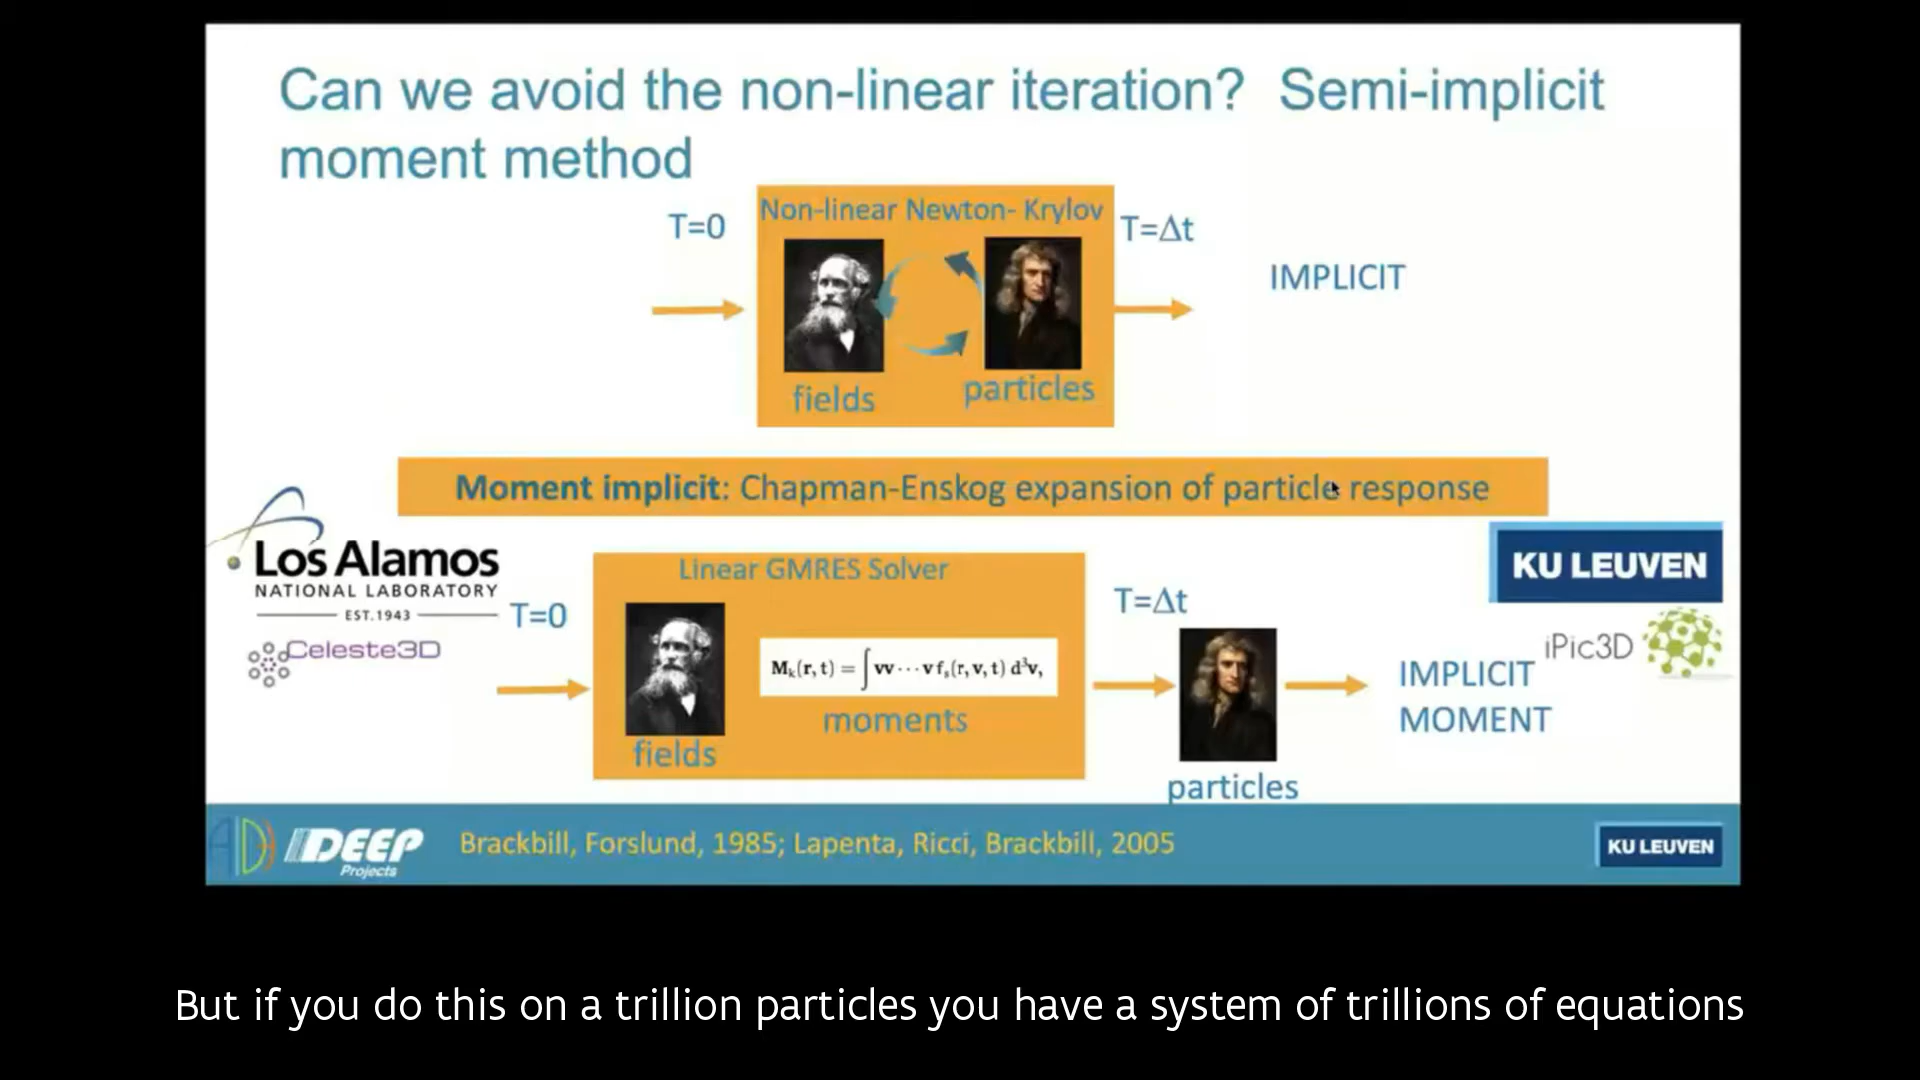 Can we avoid the non-linear iteration? Semi-implicit
moment method
T=0
Non-linear Newton- Krylov
T=Δt
IMPLICIT
fields
particles
Moment implicit: Chapman-Enskog expansion of particle response
Los Alamos
NATIONAL LABORATORY
EST.1943
Celeste3D
KU LEUVEN
iPic3D
T=0
Linear GMRES Solver
M_k(r, t) = ∫ vv ⋯ v f_s(r, v, t) d³v,
moments
fields
T=Δt
particles
IMPLICIT
MOMENT
DEEP
Projects
Brackbill, Forslund, 1985; Lapenta, Ricci, Brackbill, 2005
KU LEUVEN
But if you do this on a trillion particles you have a system of trillions of equations